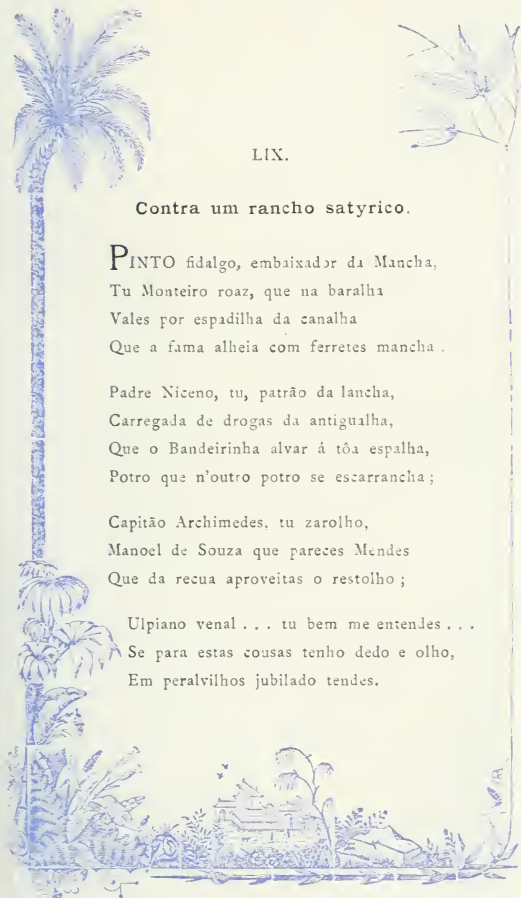 LIX.
Contra um rancho satyrico.
PINTO fidalgo, embaixador da Mancha,
Tu Monteiro roaz, que na baralha
Vales por espadilha da canalha
Que a fama alheia com ferretes mancha .
Padre Niceno, tu, patrão da lancha,
Carregada de drogas da antigualha,
Que o Bandeirinha alvar á tôa espalha,
Potro que n'outro potro se escarrancha ;
Capitão Archimedes, tu zarolho,
Manoel de Souza que pareces Mendes
Que da recua aproveitas o restolho ;
Ulpiano venal . . . tu bem me entendes . . .
Se para estas cousas tenho dedo e olho,
Em peralvilhos jubilado tendes.